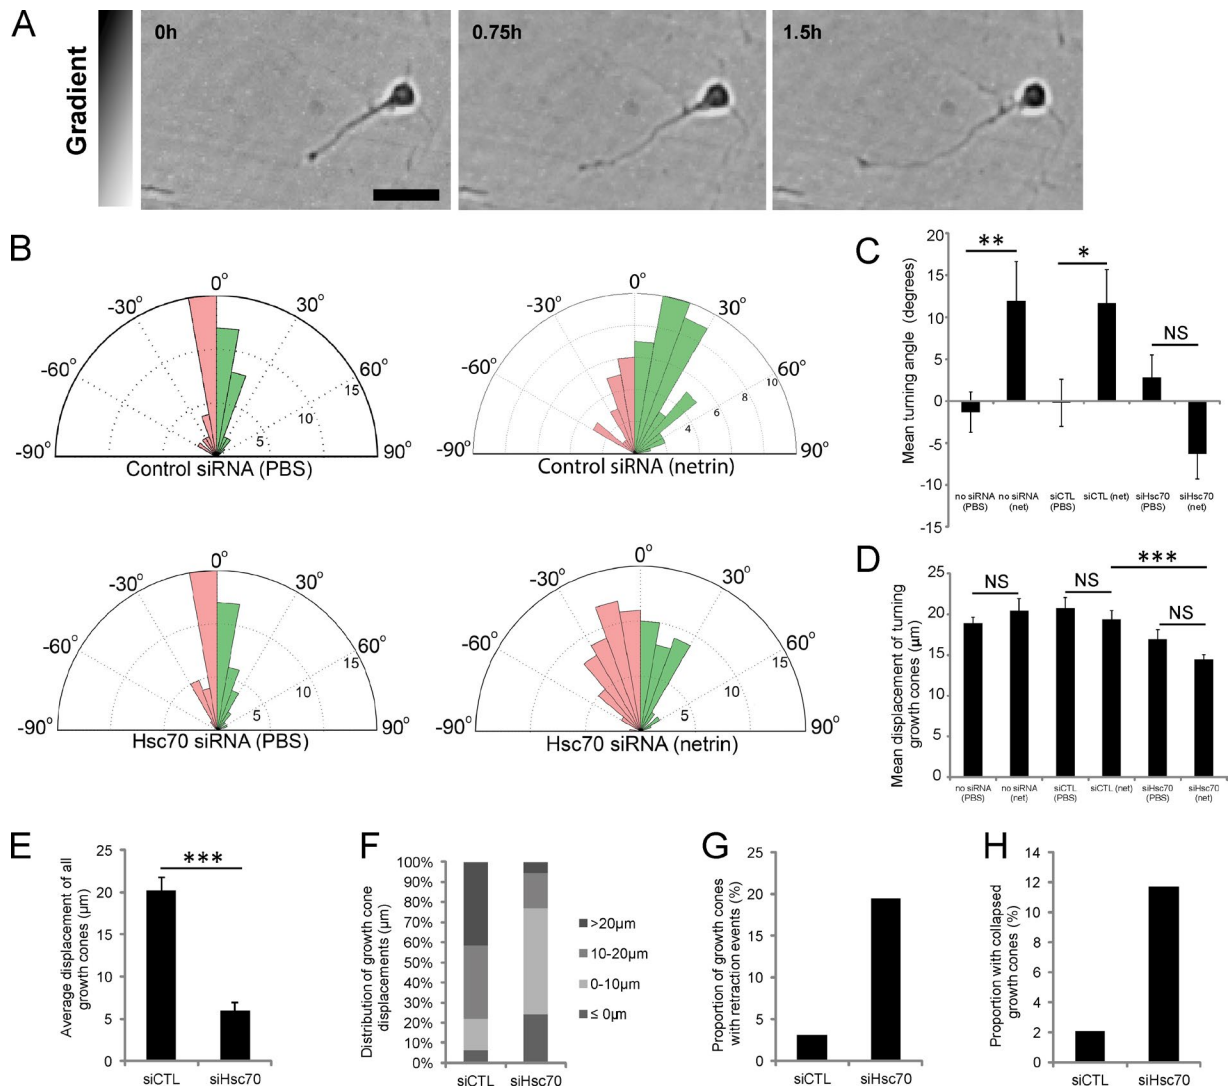 A
Gradient
0h
0.75h
1.5h
B
-90°
-60°
-30°
0°
30°
60°
90°
5
10
15
Control siRNA (PBS)
-90°
-60°
-30°
0°
30°
60°
90°
4
6
8
10
Control siRNA (netrin)
-90°
-60°
-30°
0°
30°
60°
90°
5
10
15
Hsc70 siRNA (PBS)
-90°
-60°
-30°
0°
30°
60°
90°
5
10
15
Hsc70 siRNA (netrin)
C
Mean turning angle (degrees)
20
15
10
5
0
-5
-10
-15
**
*
NS
no siRNA (PBS)
no siRNA (net)
siCTL (PBS)
siCTL (net)
siHsc70 (PBS)
siHsc70 (net)
D
Mean displacement of turning
growth cones (µm)
25
20
15
10
5
0
NS
NS
***
NS
no siRNA (PBS)
no siRNA (net)
siCTL (PBS)
siCTL (net)
siHsc70 (PBS)
siHsc70 (net)
E
Average displacement of all
growth cones (µm)
25
20
15
10
5
0
***
siCTL
siHsc70
F
Distribution of growth cone
displacements (µm)
100%
90%
80%
70%
60%
50%
40%
30%
20%
10%
0%
siCTL
siHsc70
>20µm
10-20µm
0-10µm
≤ 0µm
G
Proportion of growth cones
with retraction events (%)
25
20
15
10
5
0
siCTL
siHsc70
H
Proportion with collapsed
growth cones (%)
14
12
10
8
6
4
2
0
siCTL
siHsc70